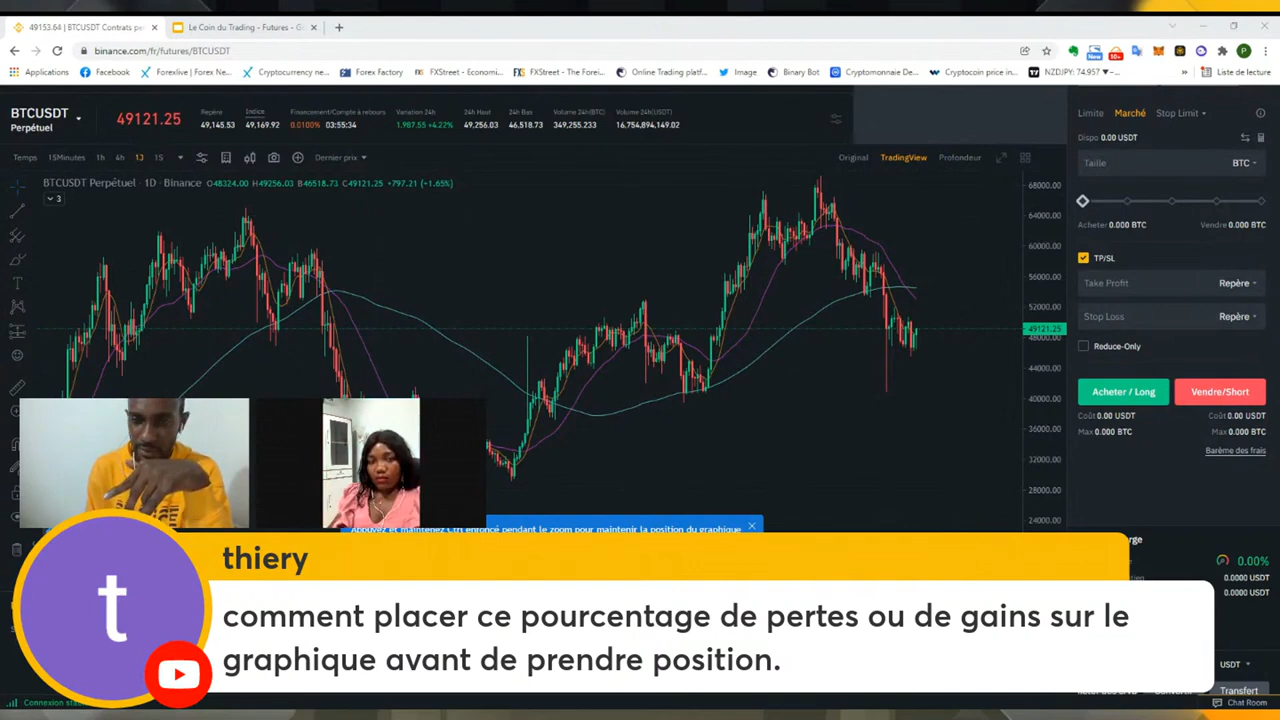 49153.64 | BTCUSDT Contrats pe
Le Coin du Trading - Futures - G
binance.com/fr/futures/BTCUSDT
New
10+
P
Applications
Facebook
Forexlive | Forex Ne...
Cryptocurrency ne...
Forex Factory
FXStreet - Economi...
FXStreet - The Forei...
Online Trading platf...
Image
Binary Bot
Cryptomonnaie De...
Cryptocoin price in...
NZDJPY: 74.957 ▼−...
»
Liste de lecture
BTCUSDT
Perpétuel
49121.25
Repère
49,145.53
Indice
49,169.92
Financement/Compte à rebours
0.0100% 03:55:34
Variation 24h
1,987.55 +4.22%
24h Haut
49,256.03
24h Bas
46,518.73
Volume 24h(BTC)
349,255.233
Volume 24h(USDT)
16,754,894,149.02
Temps 15Minutes 1h 4h 1J 1S
Dernier prix
Original TradingView Profondeur
BTCUSDT Perpétuel · 1D · Binance O48324.00 H49256.03 B46518.73 C49121.25 +797.21 (+1.65%)
3
68000.00
64000.00
60000.00
56000.00
52000.00
49121.25
48000.00
44000.00
40000.00
36000.00
32000.00
28000.00
24000.00
Limite Marché Stop Limit
Dispo 0.00 USDT
Taille BTC
Acheter 0.000 BTC Vendre 0.000 BTC
TP/SL
Take Profit Repère
Stop Loss Repère
Reduce-Only
Acheter / Long Vendre/Short
Coût 0.00 USDT Coût 0.00 USDT
Max 0.000 BTC Max 0.000 BTC
Barème des frais
Appuyez et maintenez Ctrl enfoncé pendant le zoom pour maintenir la position du graphique
rge
0.00%
0.0000 USDT
0.0000 USDT
t
thiery
comment placer ce pourcentage de pertes ou de gains sur le
graphique avant de prendre position.
USDT
Transfert
Connexion
Chat Room